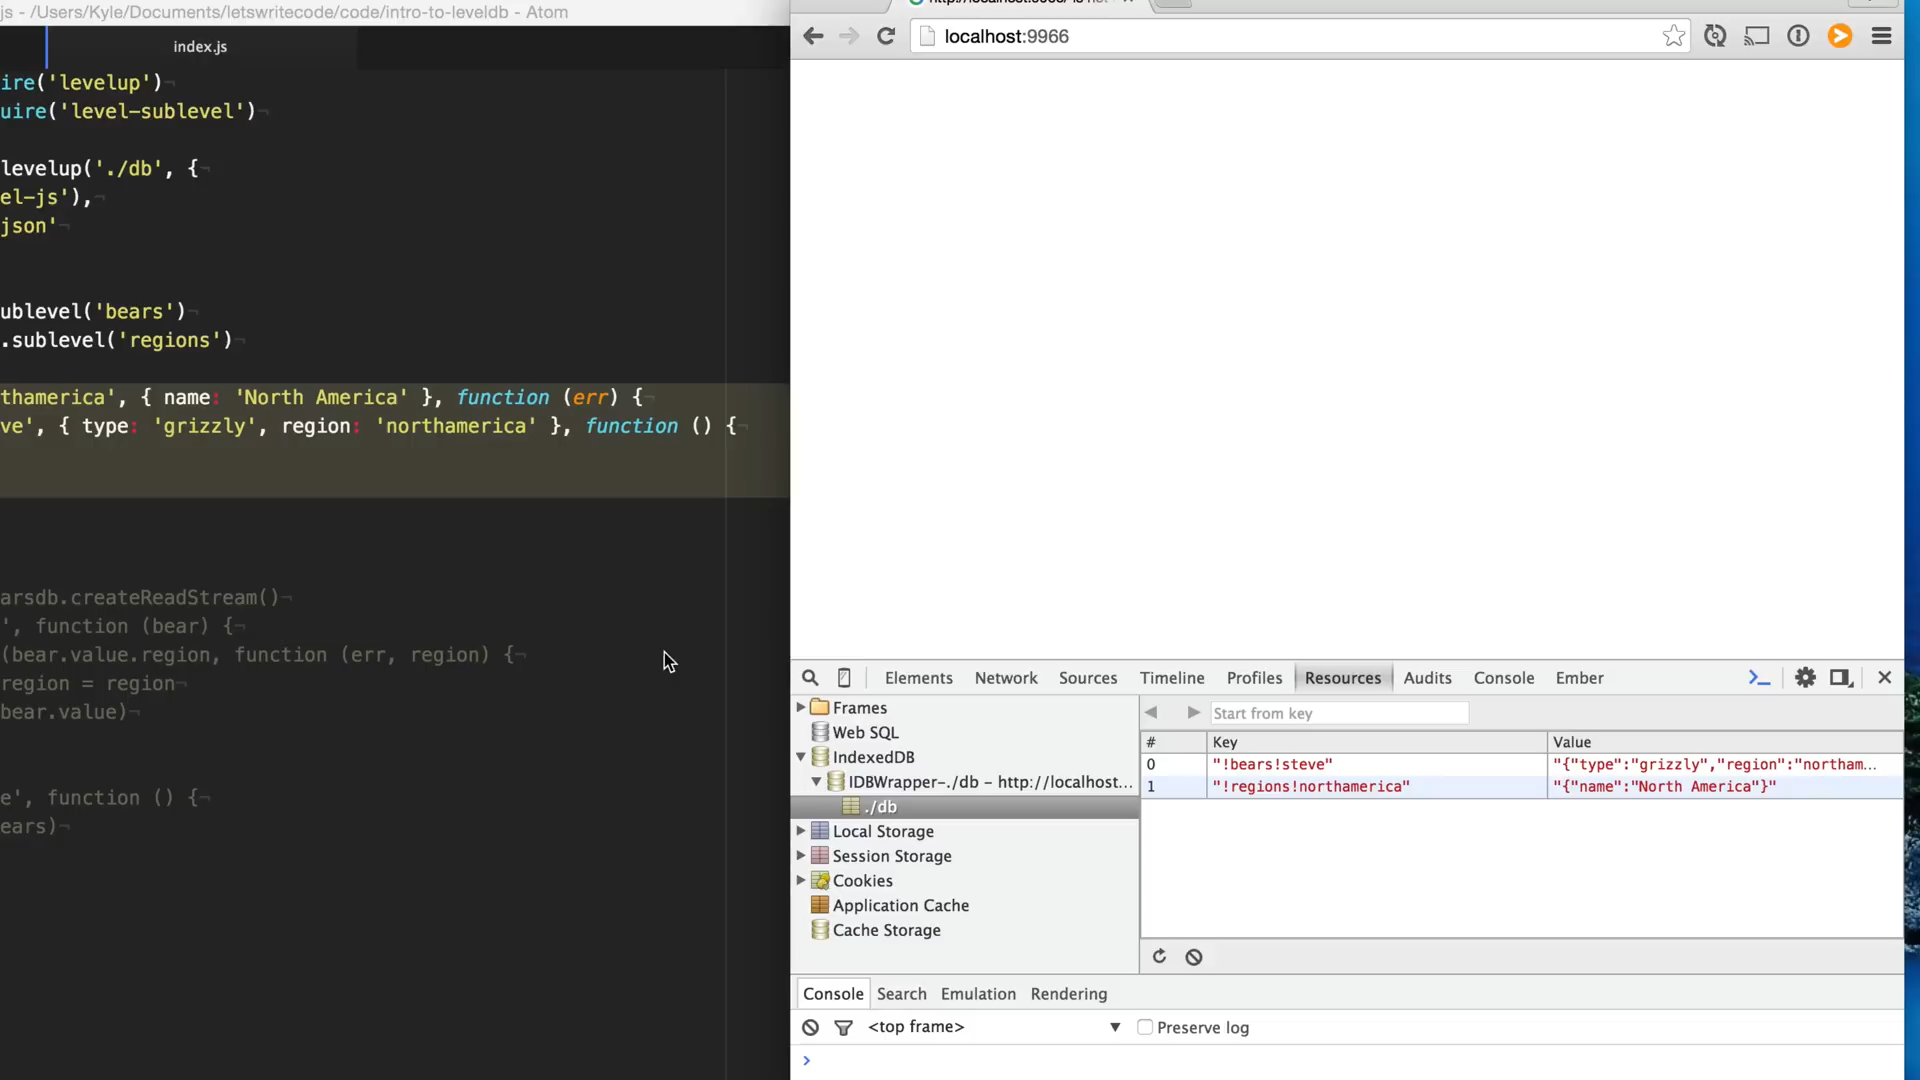 js - /Users/Kyle/Documents/letswritecode/code/intro-to-leveldb - Atom
index.js
ire('levelup')¬
uire('level-sublevel')¬
levelup('./db', {¬
el-js'),¬
json'¬
ublevel('bears')¬
.sublevel('regions')¬
thamerica', { name: 'North America' }, function (err) {¬
ve', { type: 'grizzly', region: 'northamerica' }, function () {¬
arsdb.createReadStream()¬
', function (bear) {¬
(bear.value.region, function (err, region) {¬
region = region¬
bear.value)¬
e', function () {¬
ears)¬
localhost:9966
Elements Network Sources Timeline Profiles Resources Audits Console Ember
Frames
Web SQL
IndexedDB
IDBWrapper-./db – http://localhost...
./db
Local Storage
Session Storage
Cookies
Application Cache
Cache Storage
Start from key
# Key Value
0 "!bears!steve" "{"type":"grizzly","region":"northam...
1 "!regions!northamerica" "{"name":"North America"}"
Console Search Emulation Rendering
<top frame> Preserve log